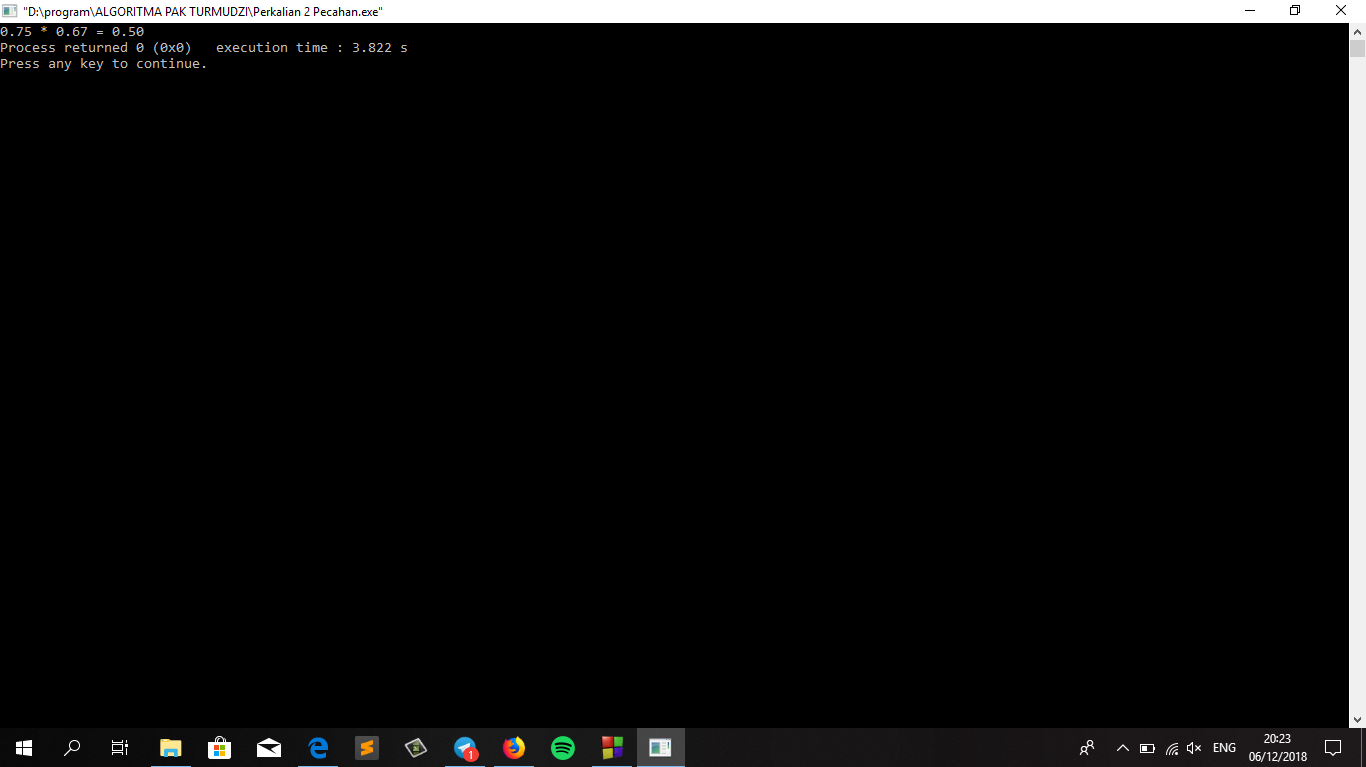 "D:\program\ALGORITMA PAK TURMUDZI\Perkalian 2 Pecahan.exe"
0.75 * 0.67 = 0.50
Process returned 0 (0x0)   execution time : 3.822 s
Press any key to continue.
1
ENG
20:23
06/12/2018